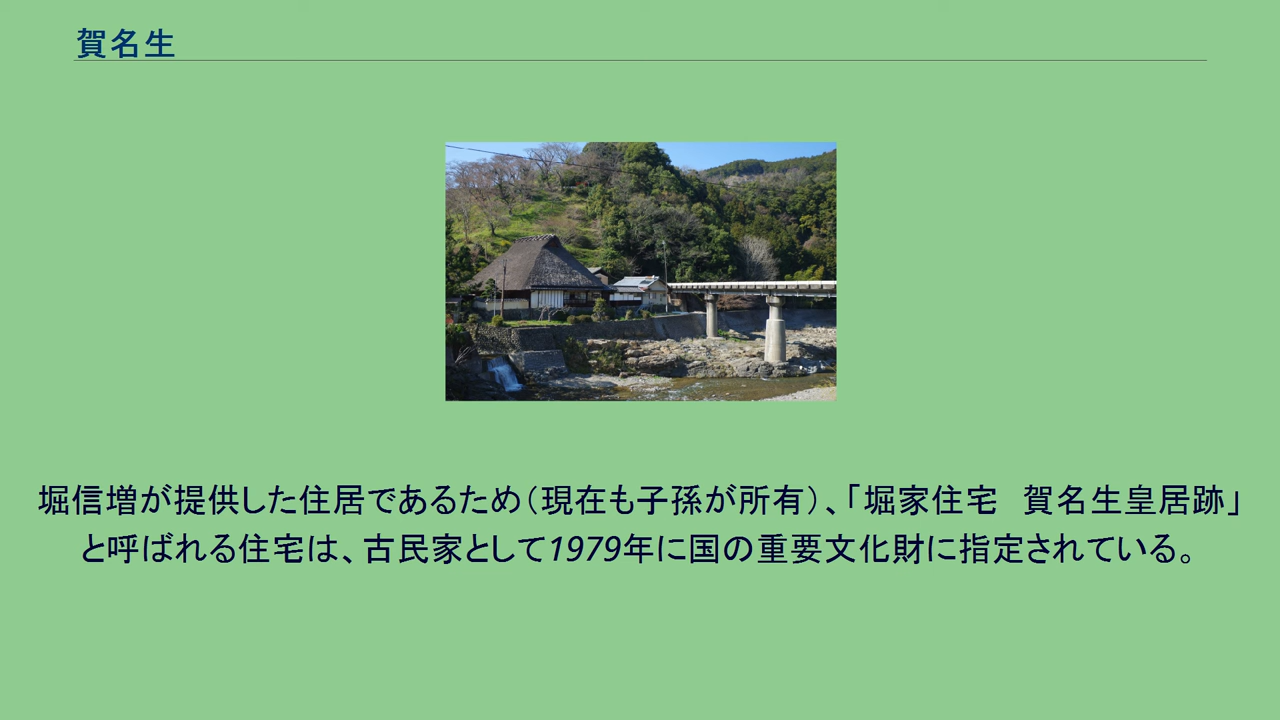 賀名生
堀信増が提供した住居であるため（現在も子孫が所有）、「堀家住宅　賀名生皇居跡」
と呼ばれる住宅は、古民家として1979年に国の重要文化財に指定されている。